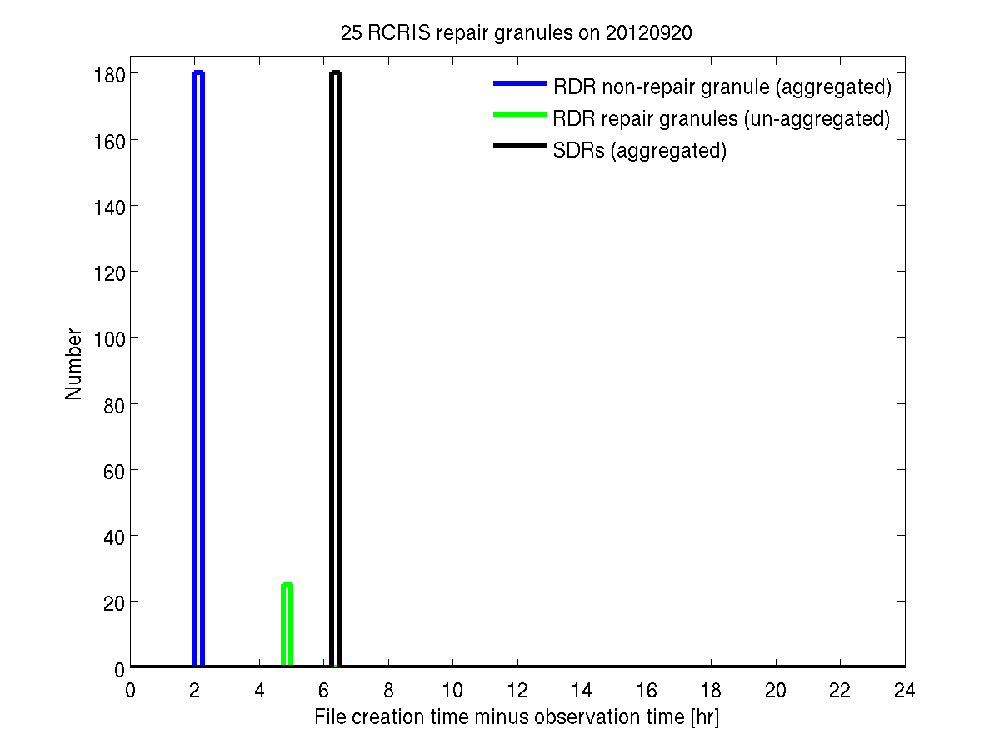 25 RCRIS repair granules on 20120920
RDR non-repair granule (aggregated)
RDR repair granules (un-aggregated)
SDRs (aggregated)
180
160
140
120
100
80
60
40
20
0
Number
0 2 4 6 8 10 12 14 16 18 20 22 24
File creation time minus observation time [hr]